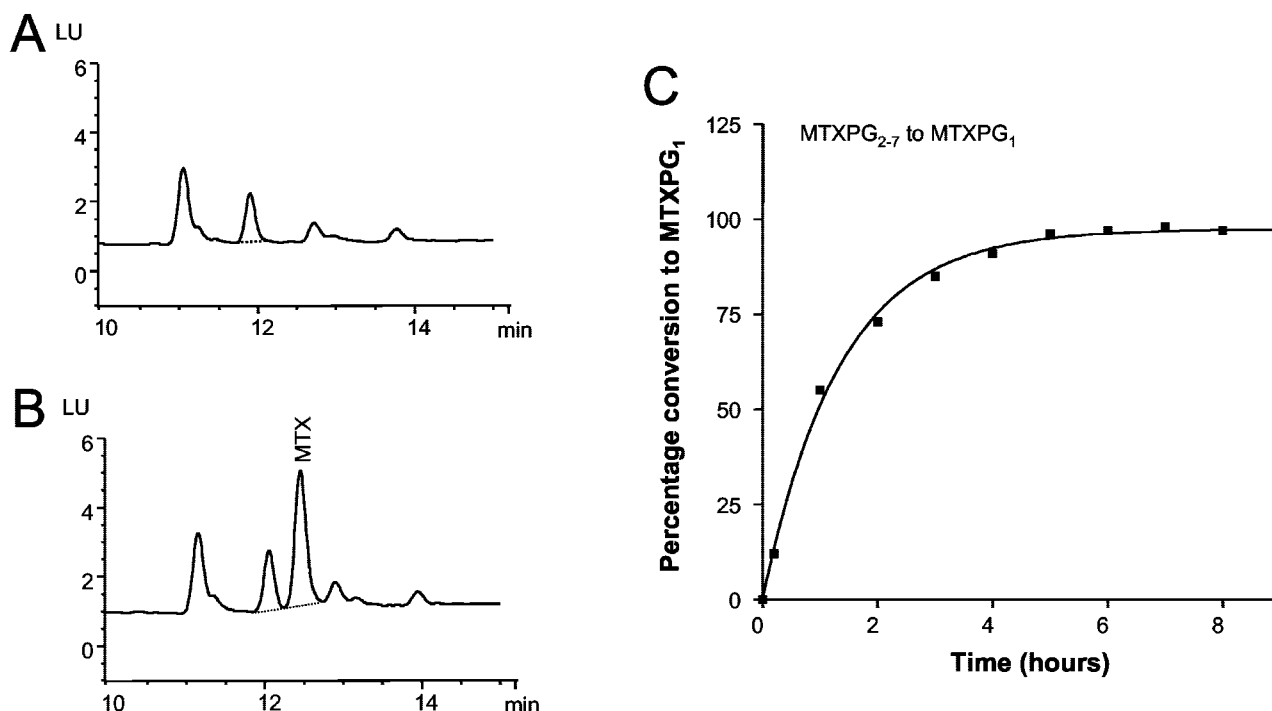 A
LU
6
4
2
0
10
12
14
min
B
LU
MTX
6
4
2
0
10
12
14
min
C
MTXPG2-7 to MTXPG1
Percentage conversion to MTXPG1
125
100
75
50
25
0
0
2
4
6
8
Time (hours)